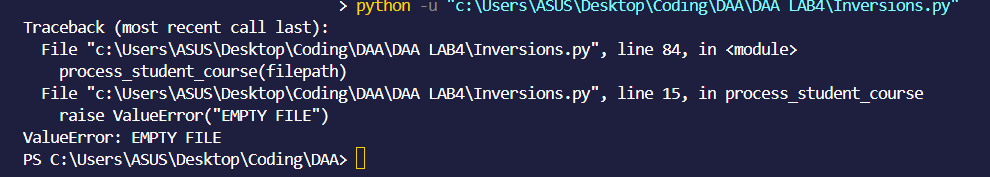 > python -u "c:\Users\ASUS\Desktop\Coding\DAA\DAA LAB4\Inversions.py"
Traceback (most recent call last):
  File "c:\Users\ASUS\Desktop\Coding\DAA\DAA LAB4\Inversions.py", line 84, in <module>
    process_student_course(filepath)
  File "c:\Users\ASUS\Desktop\Coding\DAA\DAA LAB4\Inversions.py", line 15, in process_student_course
    raise ValueError("EMPTY FILE")
ValueError: EMPTY FILE
PS C:\Users\ASUS\Desktop\Coding\DAA>